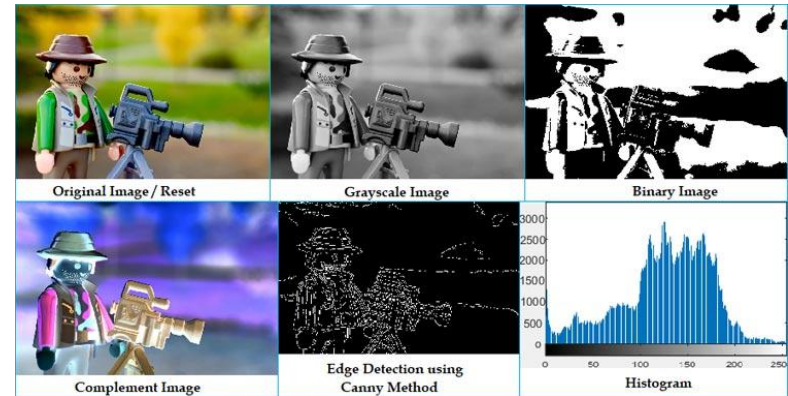 Original Image / Reset
Grayscale Image
Binary Image
3000
2500
2000
1500
1000
500
0
0 50 100 150 200 250
Complement Image
Edge Detection using
Canny Method
Histogram